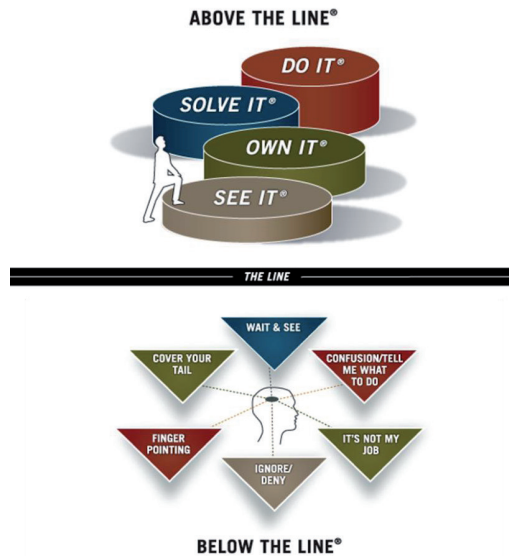 ABOVE THE LINE®
DO IT®
SOLVE IT®
OWN IT®
SEE IT®
THE LINE
WAIT & SEE
COVER YOUR
TAIL
CONFUSION/TELL
ME WHAT
TO DO
FINGER
POINTING
IT'S NOT MY
JOB
IGNORE/
DENY
BELOW THE LINE®